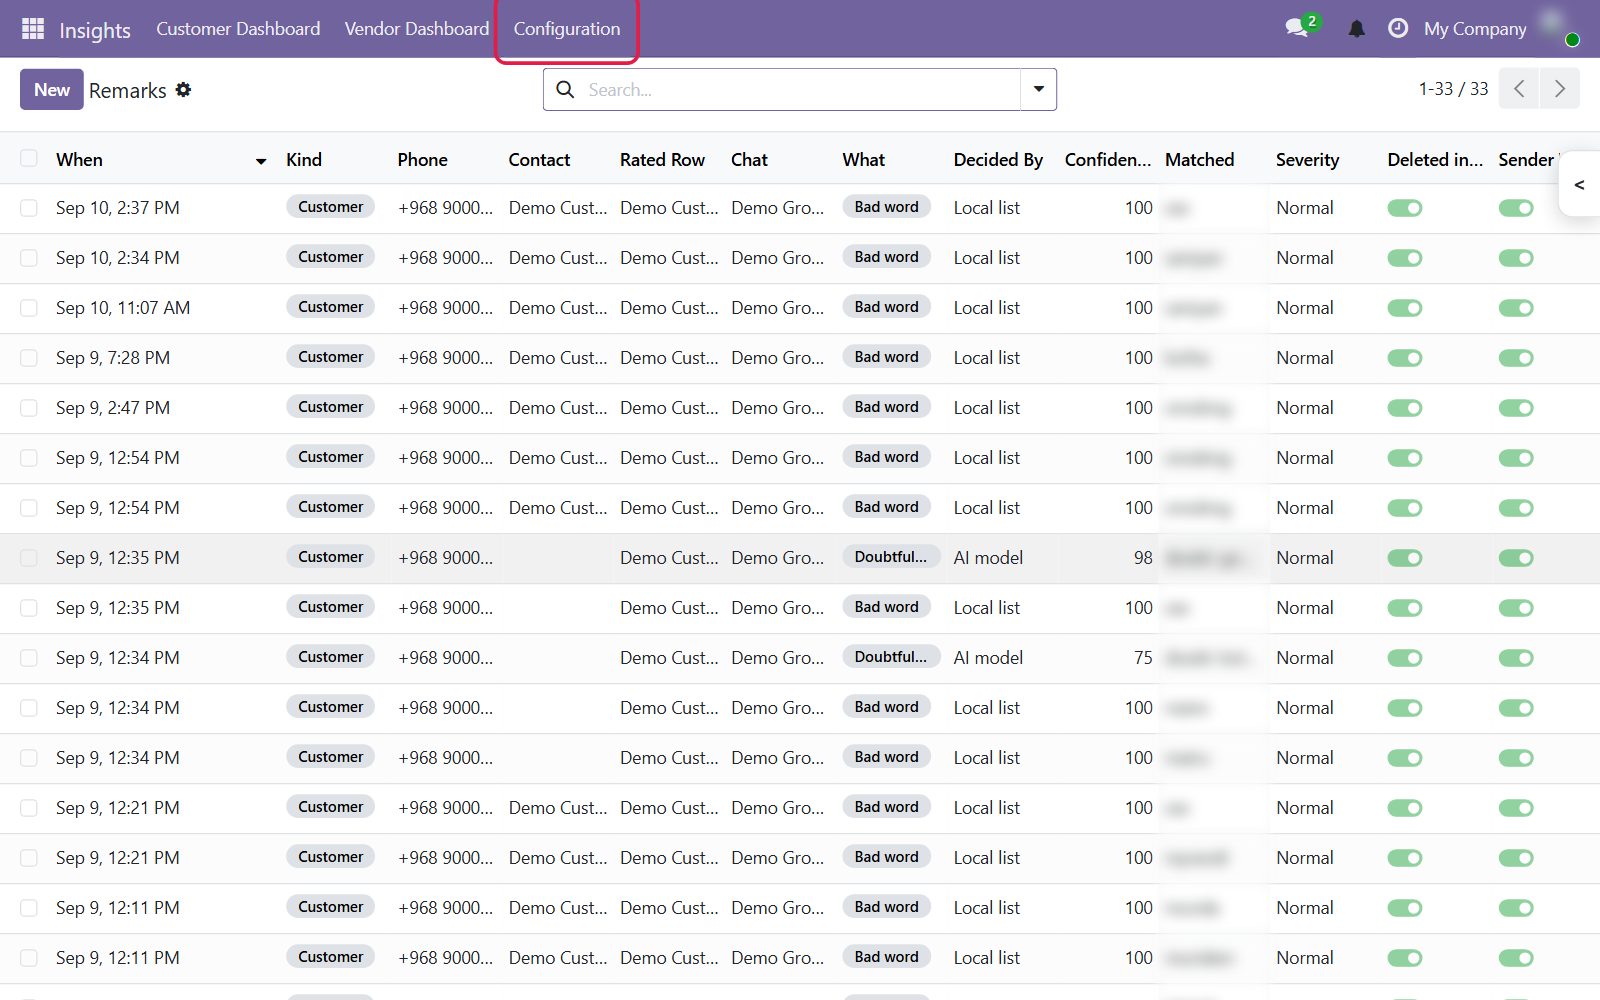 Insights Customer Dashboard Vendor Dashboard Configuration 2 My Company
New Remarks Search... 1-33 / 33
When Kind Phone Contact Rated Row Chat What Decided By Confiden... Matched Severity Deleted in... Sender
<
Sep 10, 2:37 PM Customer +968 9000... Demo Cust... Demo Cust... Demo Gro... Bad word Local list 100 Normal
Sep 10, 2:34 PM Customer +968 9000... Demo Cust... Demo Cust... Demo Gro... Bad word Local list 100 Normal
Sep 10, 11:07 AM Customer +968 9000... Demo Cust... Demo Cust... Demo Gro... Bad word Local list 100 Normal
Sep 9, 7:28 PM Customer +968 9000... Demo Cust... Demo Cust... Demo Gro... Bad word Local list 100 Normal
Sep 9, 2:47 PM Customer +968 9000... Demo Cust... Demo Cust... Demo Gro... Bad word Local list 100 Normal
Sep 9, 12:54 PM Customer +968 9000... Demo Cust... Demo Cust... Demo Gro... Bad word Local list 100 Normal
Sep 9, 12:54 PM Customer +968 9000... Demo Cust... Demo Cust... Demo Gro... Bad word Local list 100 Normal
Sep 9, 12:35 PM Customer +968 9000... Demo Cust... Demo Gro... Doubtful... AI model 98 Normal
Sep 9, 12:35 PM Customer +968 9000... Demo Cust... Demo Gro... Bad word Local list 100 Normal
Sep 9, 12:34 PM Customer +968 9000... Demo Cust... Demo Gro... Doubtful... AI model 75 Normal
Sep 9, 12:34 PM Customer +968 9000... Demo Cust... Demo Gro... Bad word Local list 100 Normal
Sep 9, 12:34 PM Customer +968 9000... Demo Cust... Demo Gro... Bad word Local list 100 Normal
Sep 9, 12:21 PM Customer +968 9000... Demo Cust... Demo Cust... Demo Gro... Bad word Local list 100 Normal
Sep 9, 12:21 PM Customer +968 9000... Demo Cust... Demo Cust... Demo Gro... Bad word Local list 100 Normal
Sep 9, 12:11 PM Customer +968 9000... Demo Cust... Demo Cust... Demo Gro... Bad word Local list 100 Normal
Sep 9, 12:11 PM Customer +968 9000... Demo Cust... Demo Cust... Demo Gro... Bad word Local list 100 Normal